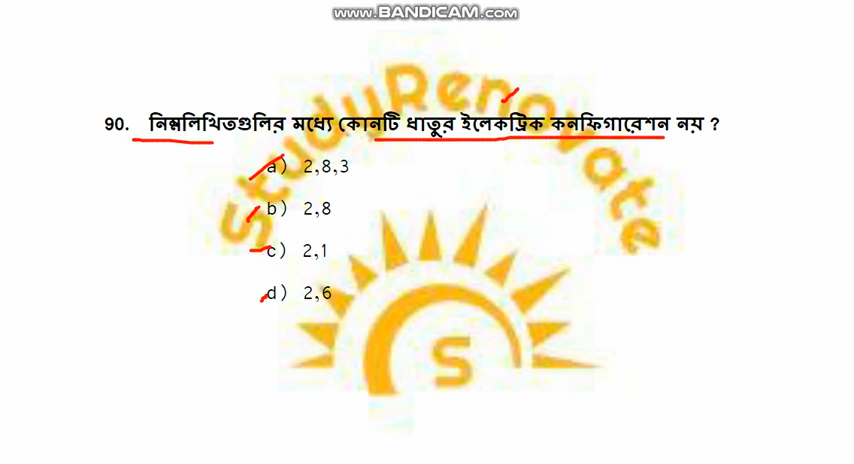 www.BANDICAM.com
StudyRenovate
90. নিম্নলিখিতগুলির মধ্যে কোনটি ধাতুর ইলেকট্রিক কনফিগারেশন নয় ?
a) 2,8,3
b) 2,8
c) 2,1
d) 2,6
S